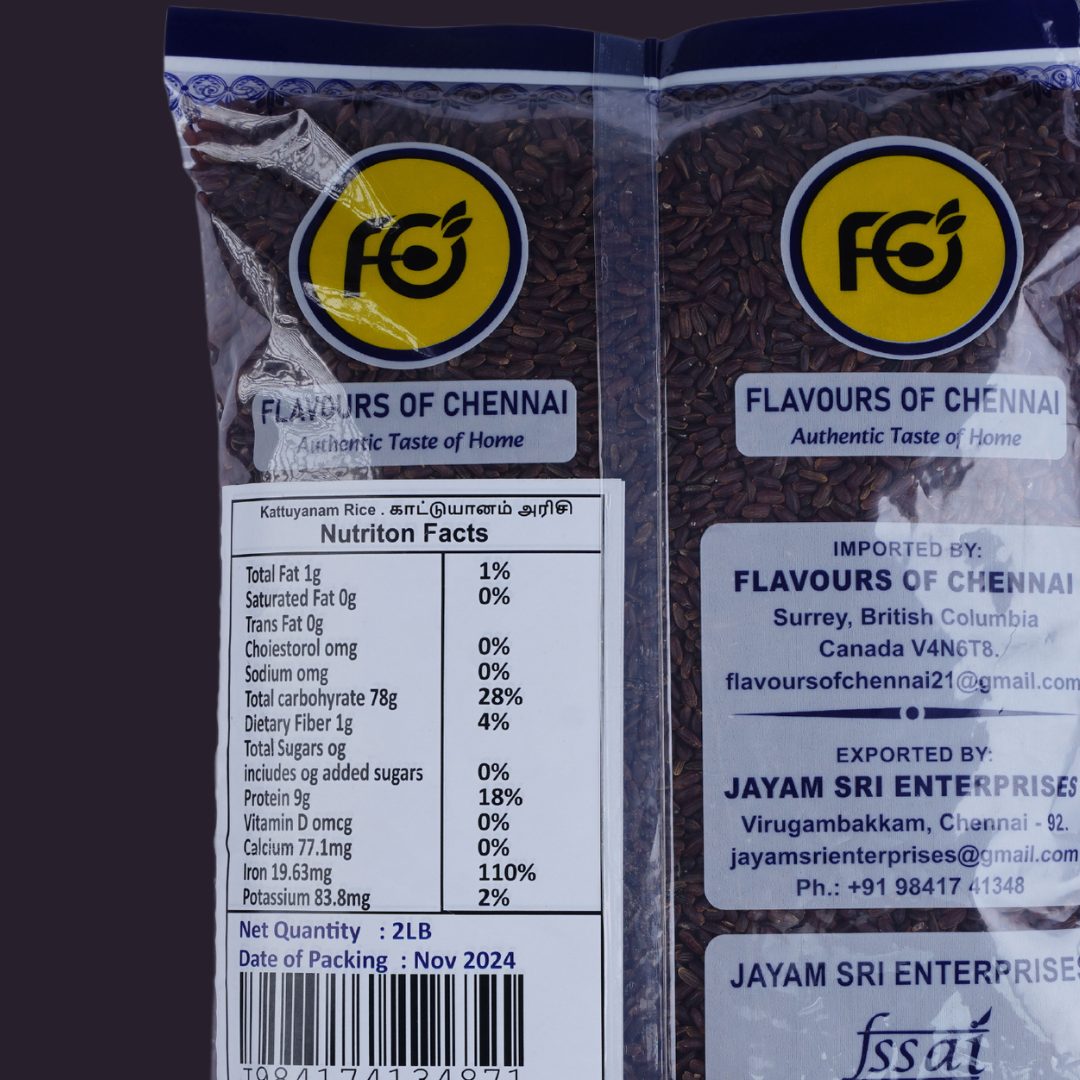 FC
FLAVOURS OF CHENNAI
Authentic Taste of Home
Kattuyanam Rice . காட்டுயானம் அரிசி
Nutriton Facts
Total Fat 1g 1%
Saturated Fat 0g 0%
Trans Fat 0g
Choiestorol omg 0%
Sodium omg 0%
Total carbohyrate 78g 28%
Dietary Fiber 1g 4%
Total Sugars og
incIudes og added sugars 0%
Protein 9g 18%
Vitamin D omcg 0%
Calcium 77.1mg 0%
Iron 19.63mg 110%
Potassium 83.8mg 2%
Net Quantity : 2LB
Date of Packing : Nov 2024
FC
FLAVOURS OF CHENNAI
Authentic Taste of Home
IMPORTED BY:
FLAVOURS OF CHENNAI
Surrey, British Columbia
Canada V4N6T8.
flavoursofchennai21@gmail.com
EXPORTED BY:
JAYAM SRI ENTERPRISES
Virugambakkam, Chennai - 92.
jayamsrienterprises@gmail.com
Ph.: +91 98417 41348
JAYAM SRI ENTERPRISES
fssai